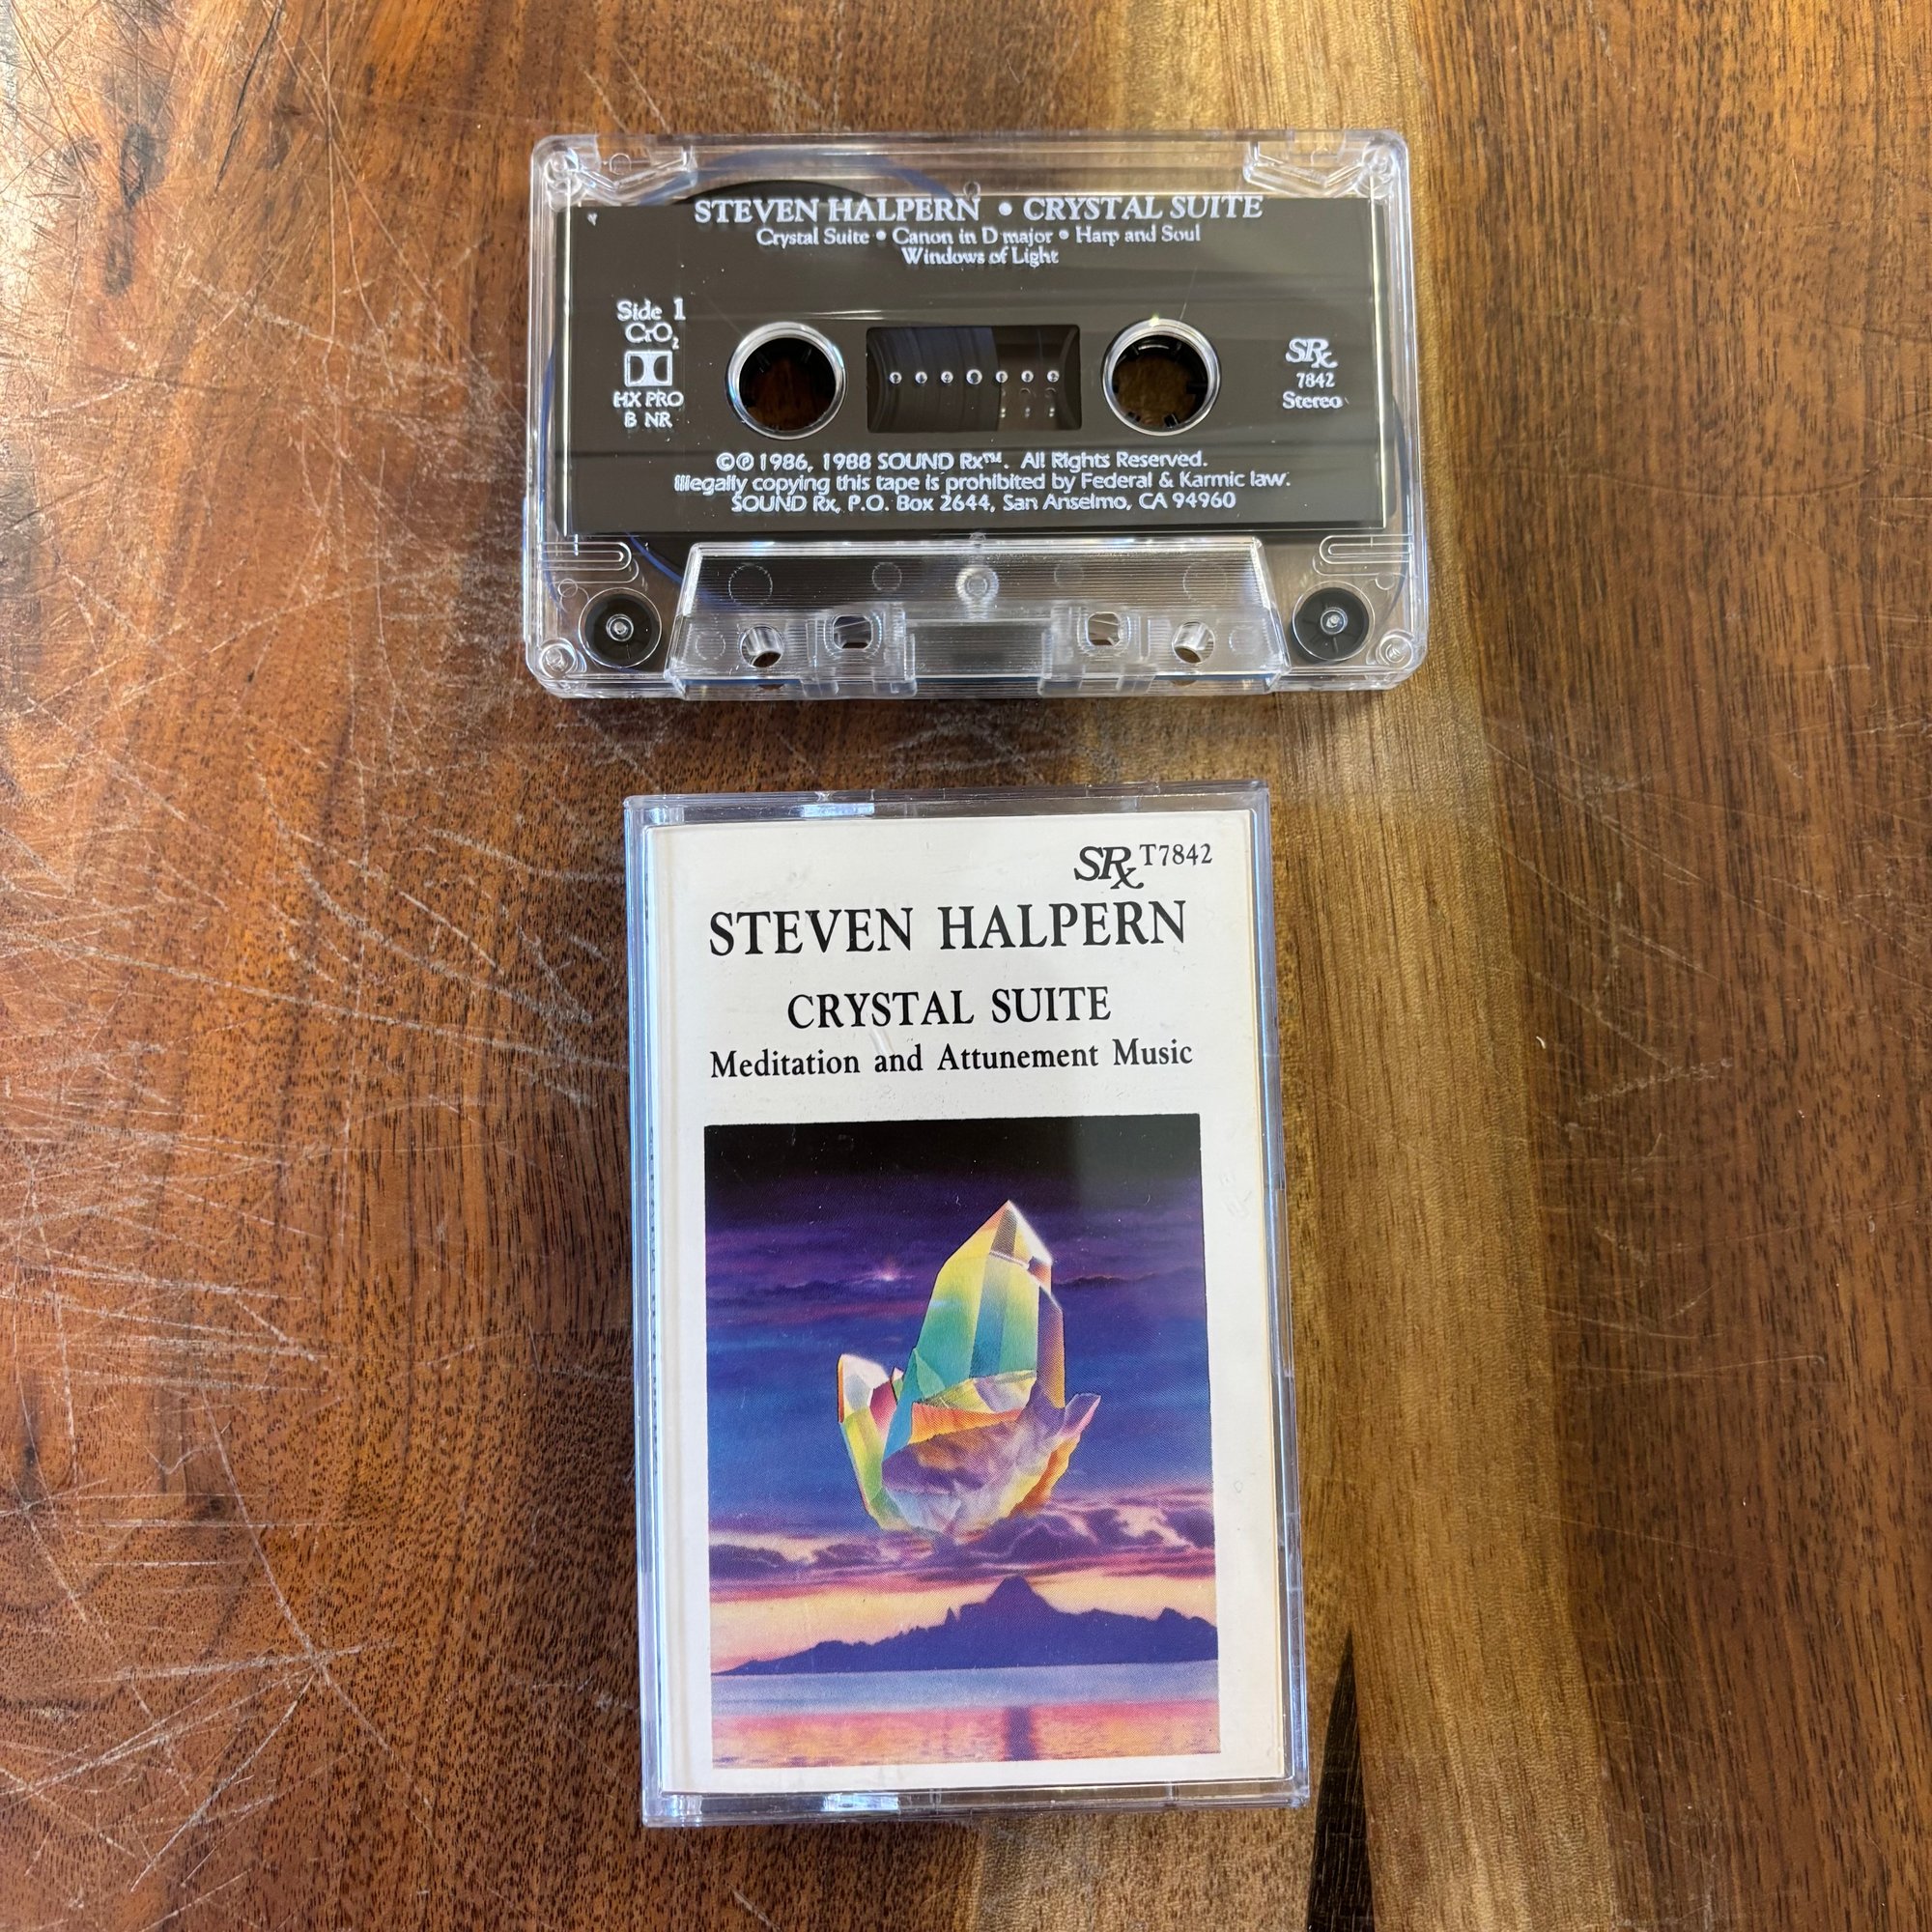 STEVEN HALPERN • CRYSTAL SUITE
Crystal Suite • Canon in D major • Harp and Soul
Windows of Light
Side 1
CrO₂
HX PRO
B NR
SRx
7842
Stereo
©℗ 1986, 1988 SOUND Rx™. All Rights Reserved.
Illegally copying this tape is prohibited by Federal & Karmic law.
SOUND Rx, P.O. Box 2644, San Anselmo, CA 94960
SRx T7842
STEVEN HALPERN
CRYSTAL SUITE
Meditation and Attunement Music